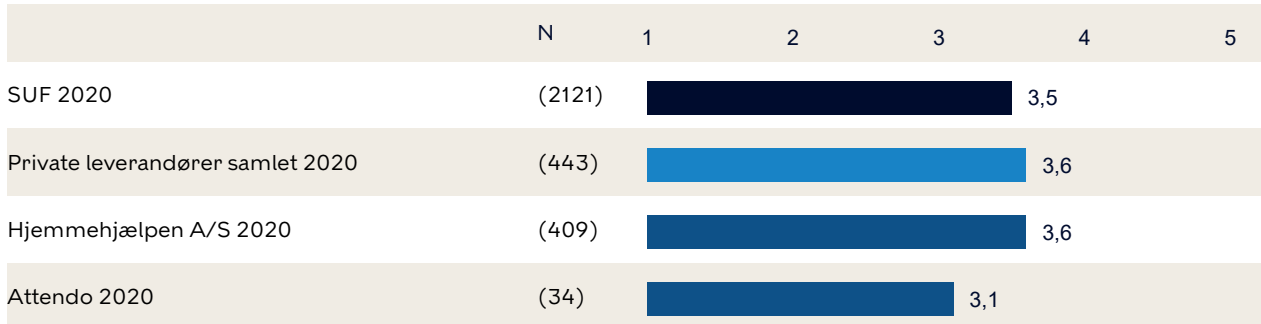 N 1 2 3 4 5
SUF 2020 (2121) 3,5
Private leverandører samlet 2020 (443) 3,6
Hjemmehjælpen A/S 2020 (409) 3,6
Attendo 2020 (34) 3,1